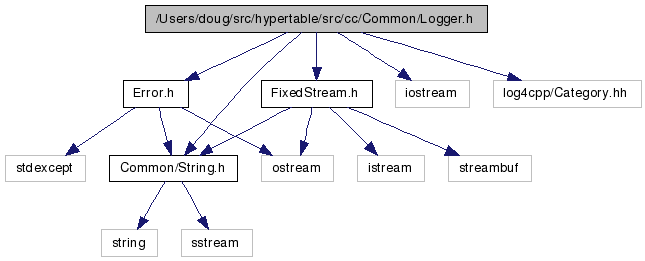 /Users/doug/src/hypertable/src/cc/Common/Logger.h
Error.h
FixedStream.h
iostream
log4cpp/Category.hh
stdexcept
Common/String.h
ostream
istream
streambuf
string
sstream